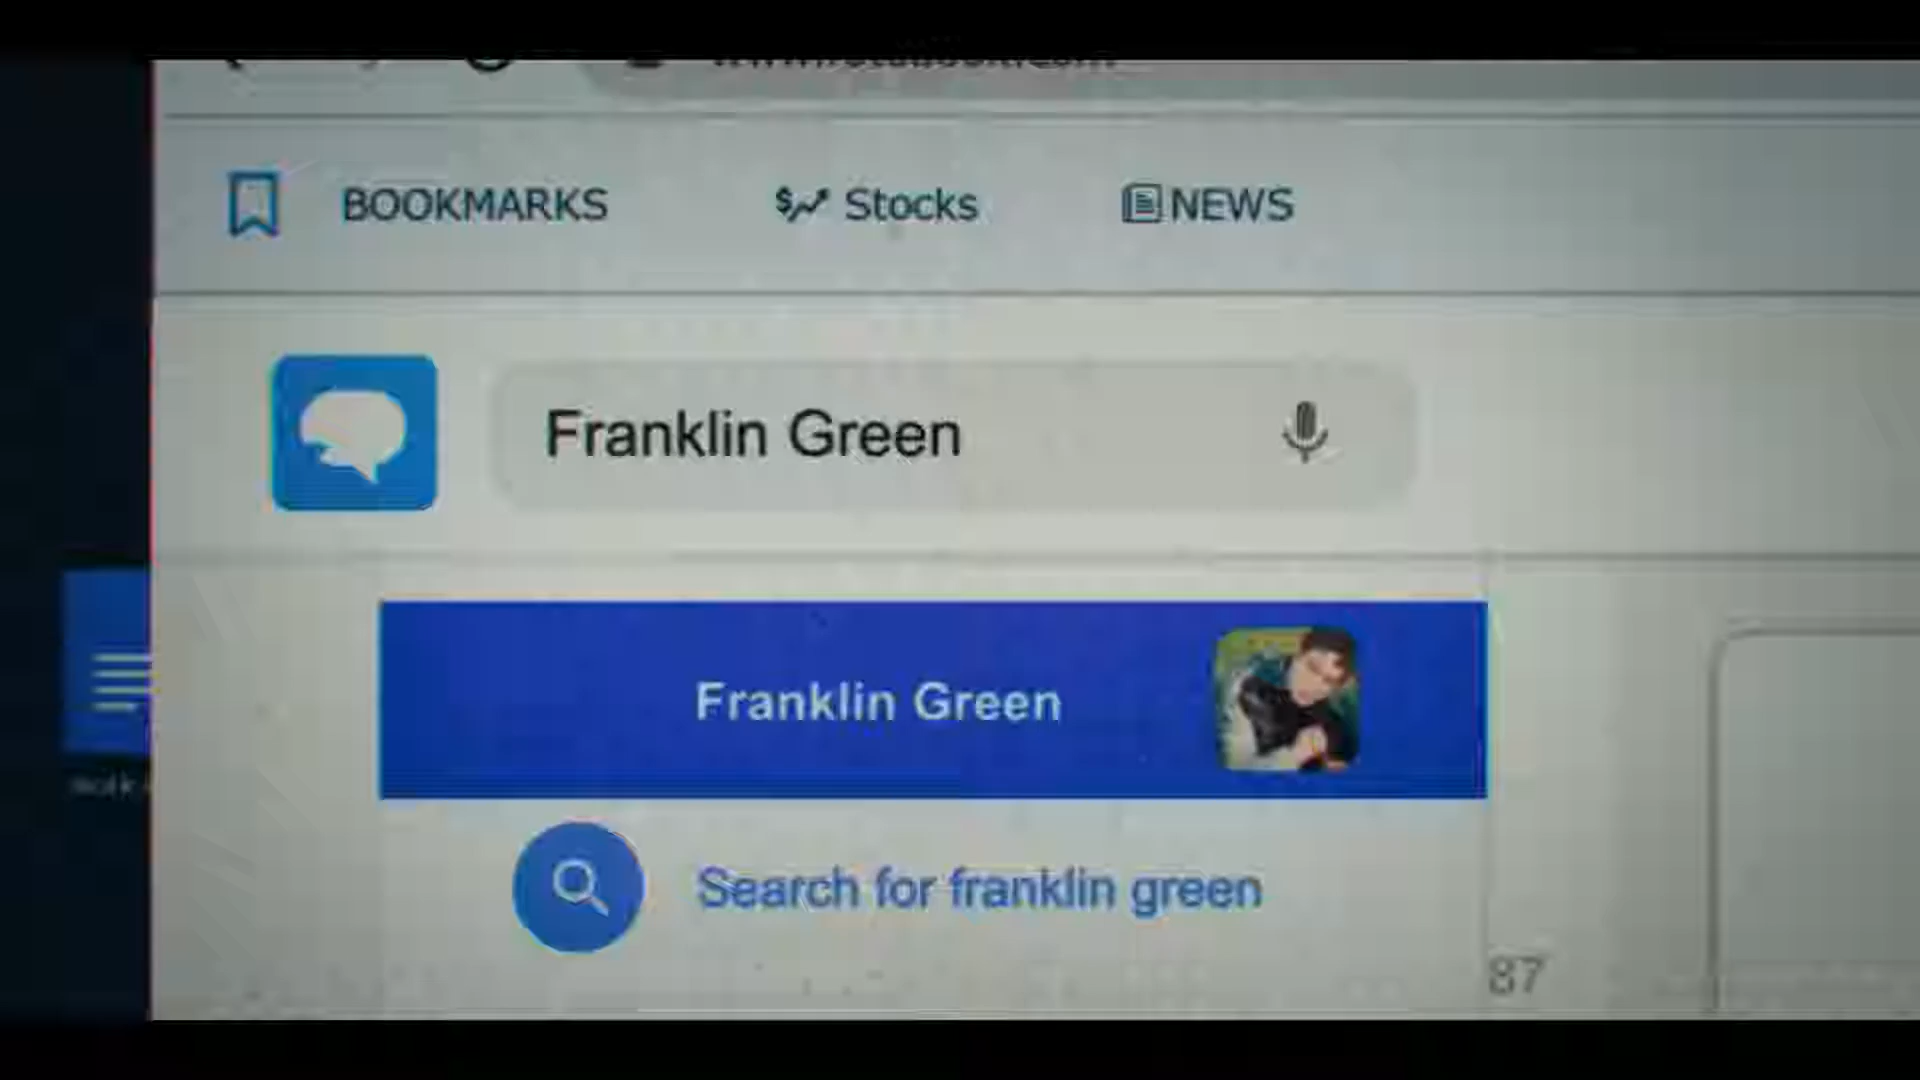 BOOKMARKS
Stocks
NEWS
Franklin Green
Franklin Green
Search for franklin green
87